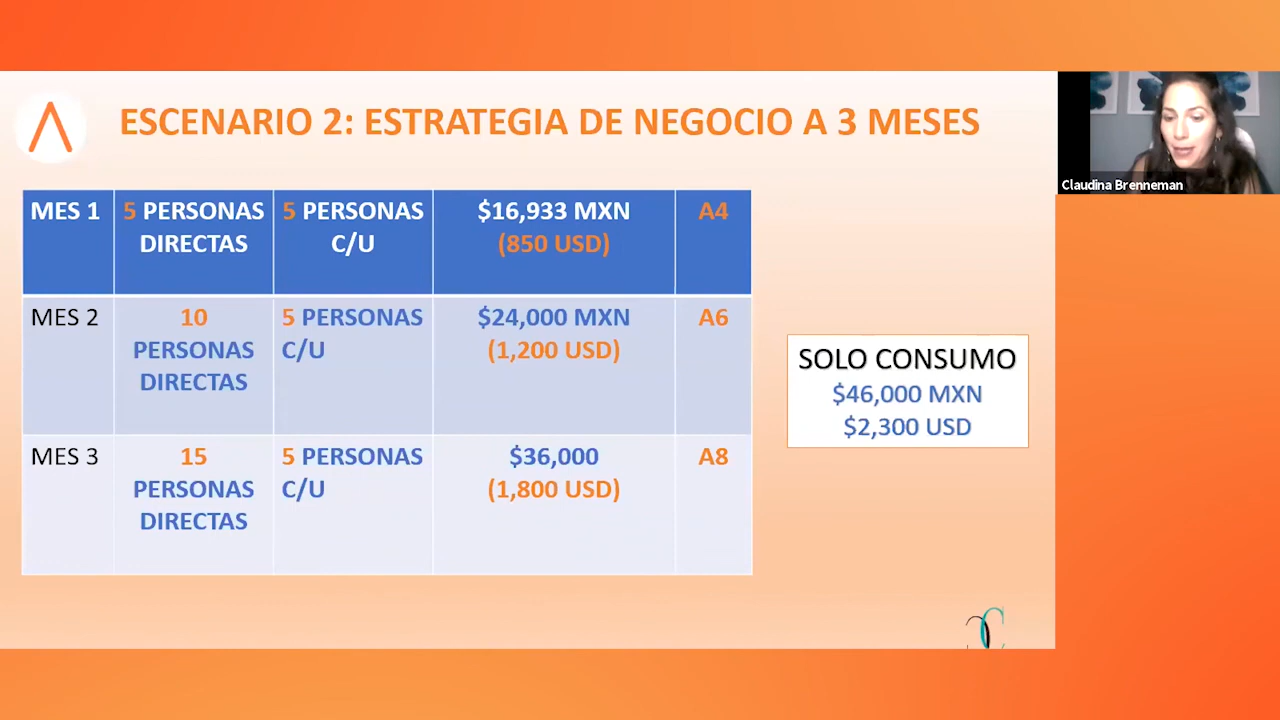 ESCENARIO 2: ESTRATEGIA DE NEGOCIO A 3 MESES
Claudina Brenneman
MES 1
5 PERSONAS
DIRECTAS
5 PERSONAS
C/U
$16,933 MXN
(850 USD)
A4
MES 2
10
PERSONAS
DIRECTAS
5 PERSONAS
C/U
$24,000 MXN
(1,200 USD)
A6
MES 3
15
PERSONAS
DIRECTAS
5 PERSONAS
C/U
$36,000
(1,800 USD)
A8
SOLO CONSUMO
$46,000 MXN
$2,300 USD